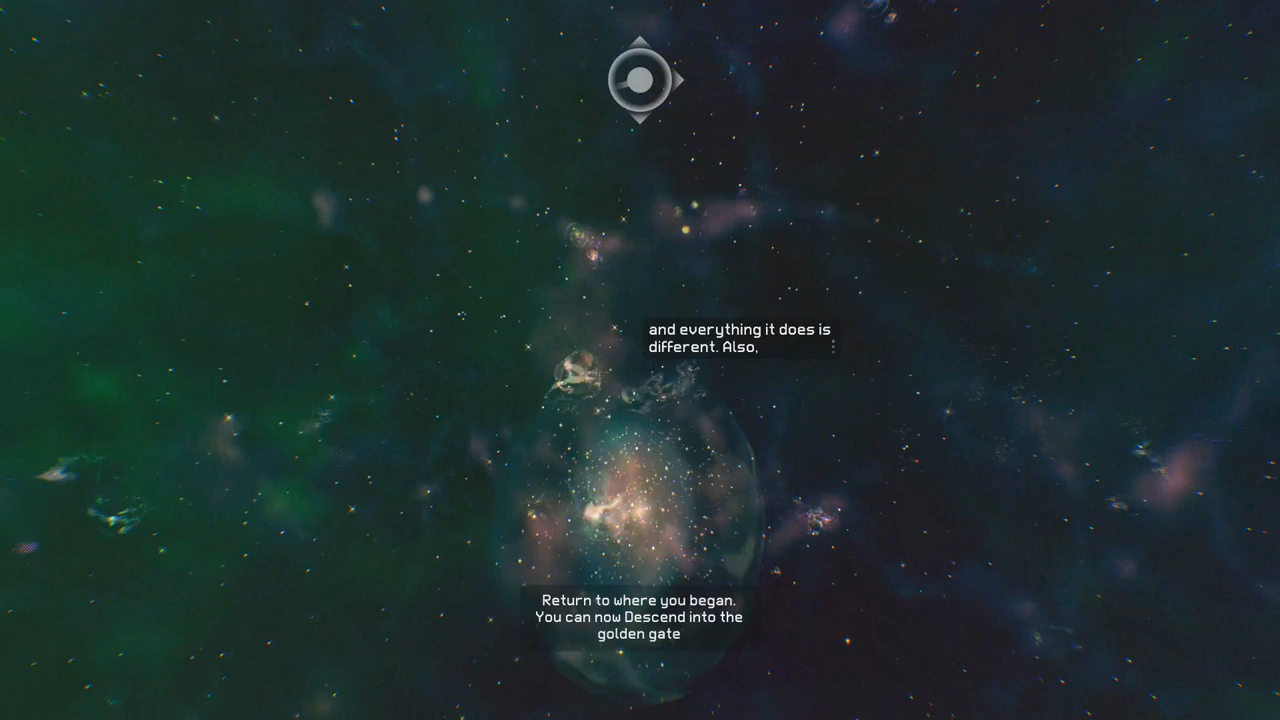 and everything it does is
different. Also,
Return to where you began.
You can now Descend into the
golden gate